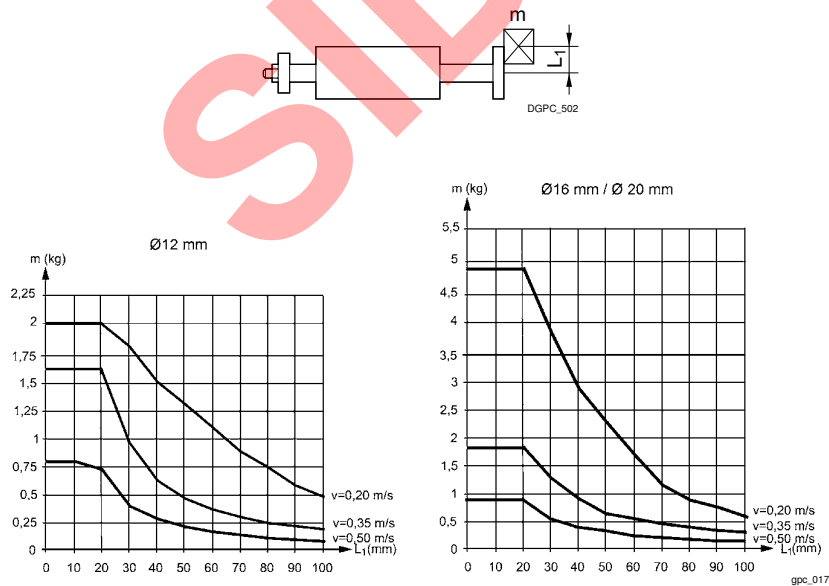 SID
m
L1
DGPC_502
Ø12 mm
m (kg)
2,25
2
1,75
1,5
1,25
1
0,75
0,5
0,25
0
0 10 20 30 40 50 60 70 80 90 100
v=0,20 m/s
v=0,35 m/s
v=0,50 m/s
L1(mm)
Ø16 mm / Ø 20 mm
m (kg)
5,5
5
4,5
4
3,5
3
2,5
2
1,5
1
0,5
0
0 10 20 30 40 50 60 70 80 90 100
v=0,20 m/s
v=0,35 m/s
v=0,50 m/s
L1(mm)
gpc_017